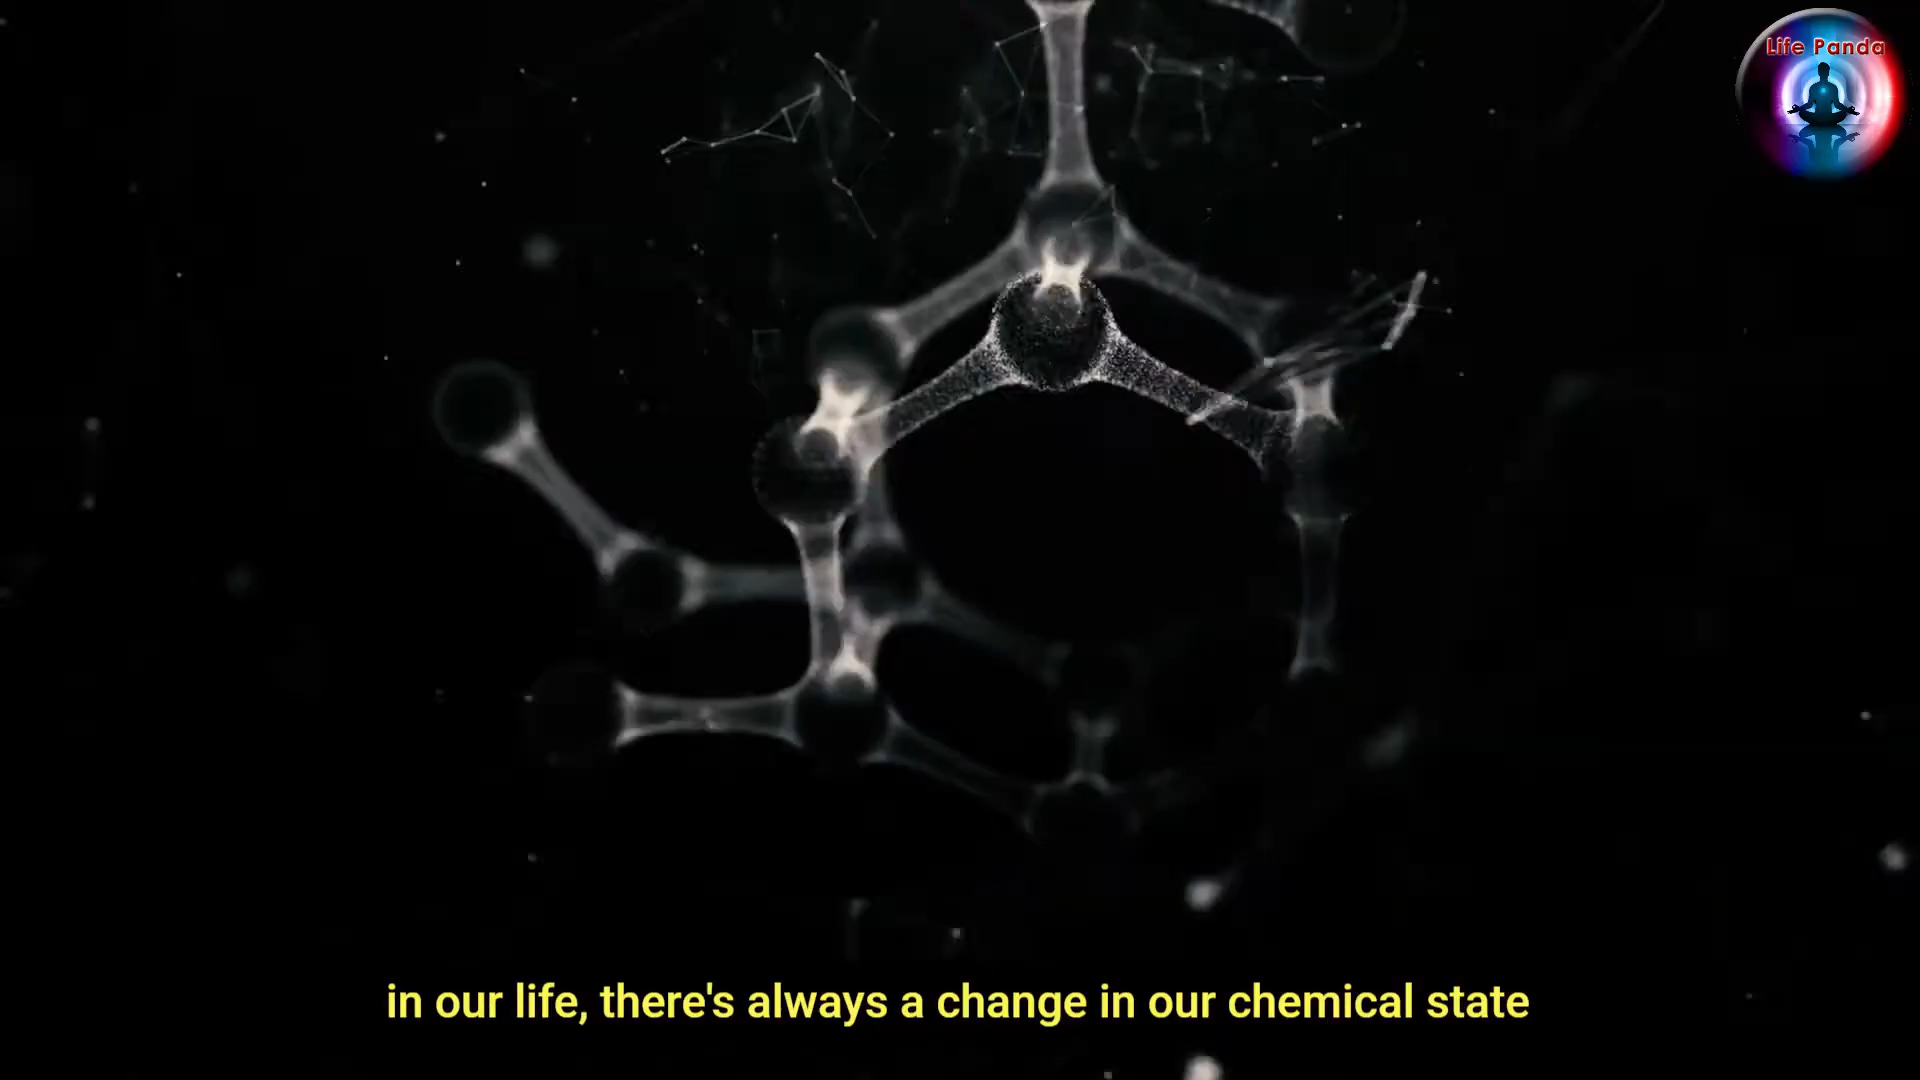 Life Panda
in our life, there's always a change in our chemical state